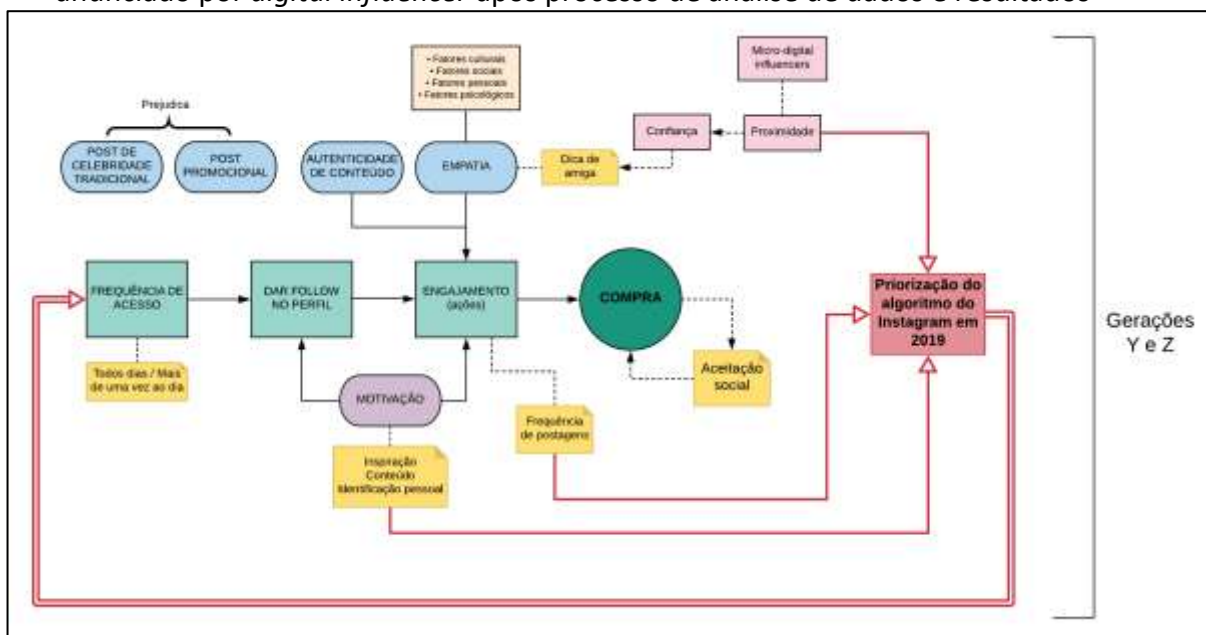 anunciado por digital influencer após processo de análise de dados e resultados
• Fatores culturais
• Fatores sociais
• Fatores pessoais
• Fatores psicológicos
Micro-digital
influencers
Prejudica
Confiança
Proximidade
POST DE
CELEBRIDADE
TRADICIONAL
POST
PROMOCIONAL
AUTENTICIDADE
DE CONTEÚDO
EMPATIA
Dica de
amiga
FREQUÊNCIA DE
ACESSO
DAR FOLLOW
NO PERFIL
ENGAJAMENTO
(ações)
COMPRA
Priorização do
algoritmo do
Instagram em
2019
Gerações
Y e Z
Todos dias / Mais
de uma vez ao dia
MOTIVAÇÃO
Aceitação
social
Frequência
de postagens
Inspiração
Conteúdo
Identificação pessoal